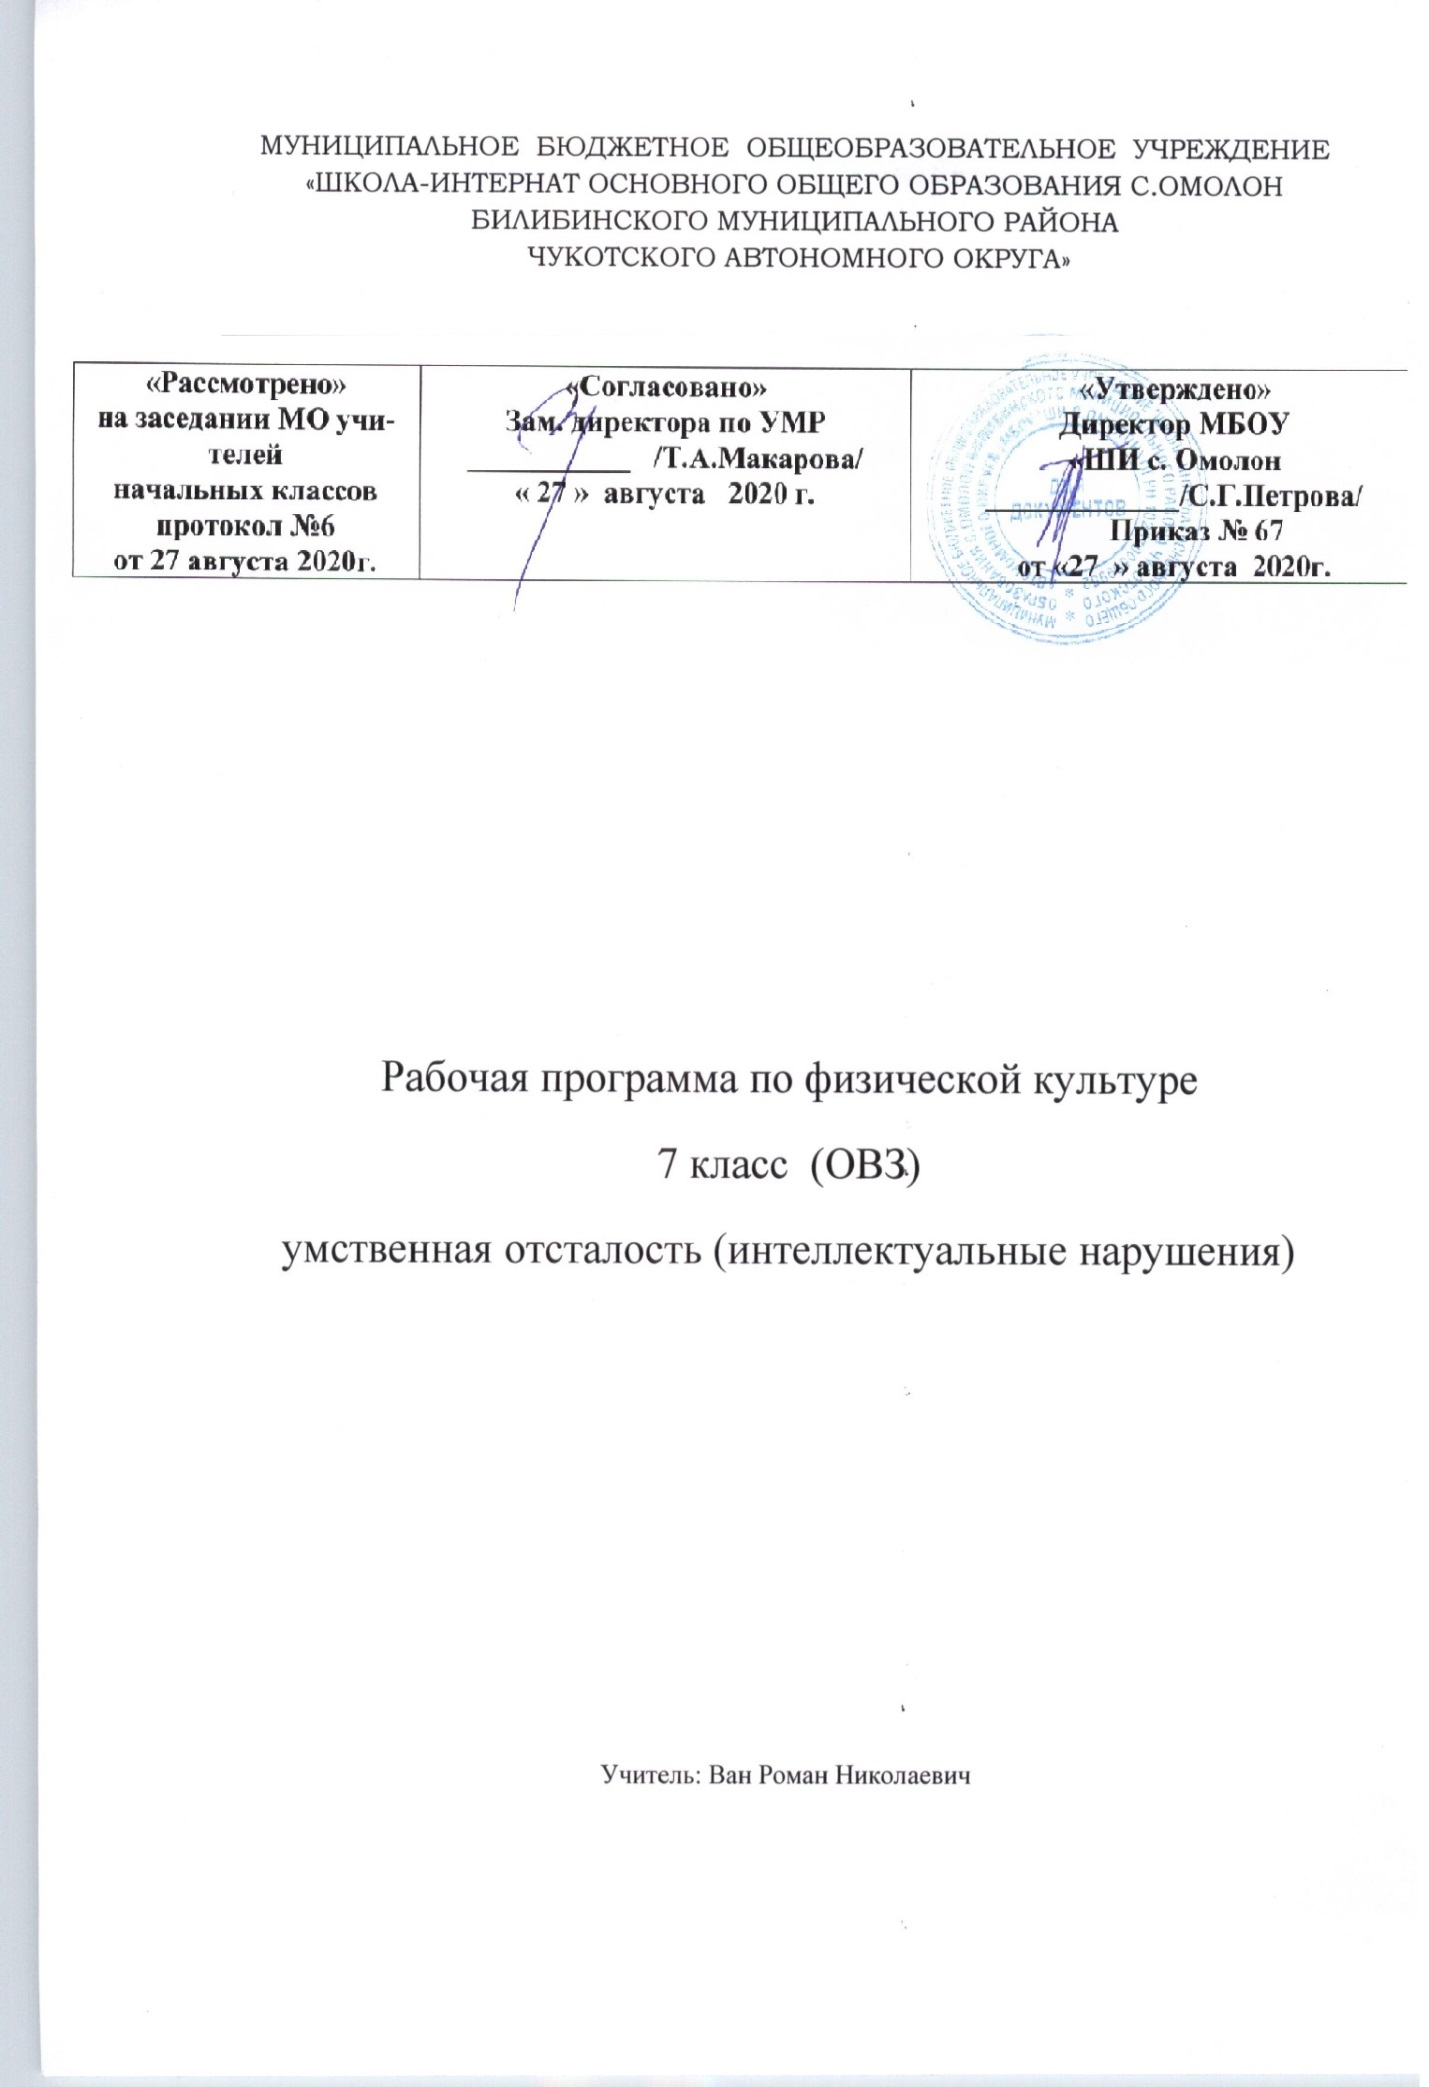 МУНИЦИПАЛЬНОЕ БЮДЖЕТНОЕ ОБЩЕОБРАЗОВАТЕЛЬНОЕ УЧРЕЖДЕНИЕ
«ШКОЛА-ИНТЕРНАТ ОСНОВНОГО ОБЩЕГО ОБРАЗОВАНИЯ С.ОМОЛОН
БИЛИБИНСКОГО МУНИЦИПАЛЬНОГО РАЙОНА
ЧУКОТСКОГО АВТОНОМНОГО ОКРУГА»
«Рассмотрено»
на заседании МО учи-
телей
начальных классов
протокол №6
от 27 августа 2020г.
«Согласовано»
Зам. директора по УМР
____________ /Т.А.Макарова/
« 27 » августа 2020 г.
«Утверждено»
Директор МБОУ
«ШИ с. Омолон
______________/С.Г.Петрова/
Приказ № 67
от «27 » августа 2020г.
ДОКУМЕНТОВ
Рабочая программа по физической культуре
7 класс (ОВЗ)
умственная отсталость (интеллектуальные нарушения)
Учитель: Ван Роман Николаевич